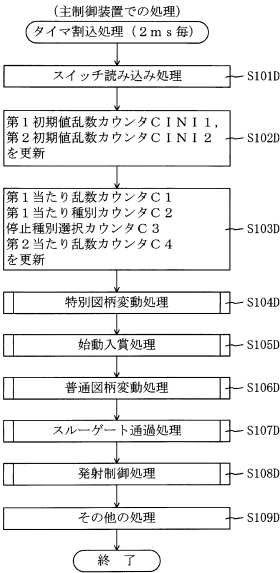 （主制御装置での処理）
タイマ割込処理（２ｍｓ毎）
スイッチ読み込み処理
S101D
第１初期値乱数カウンタＣＩＮＩ１，
第２初期値乱数カウンタＣＩＮＩ２
を更新
S102D
第１当たり乱数カウンタＣ１
第１当たり種別カウンタＣ２
停止種別選択カウンタＣ３
第２当たり乱数カウンタＣ４
を更新
S103D
特別図柄変動処理
S104D
始動入賞処理
S105D
普通図柄変動処理
S106D
スルーゲート通過処理
S107D
発射制御処理
S108D
その他の処理
S109D
終　了